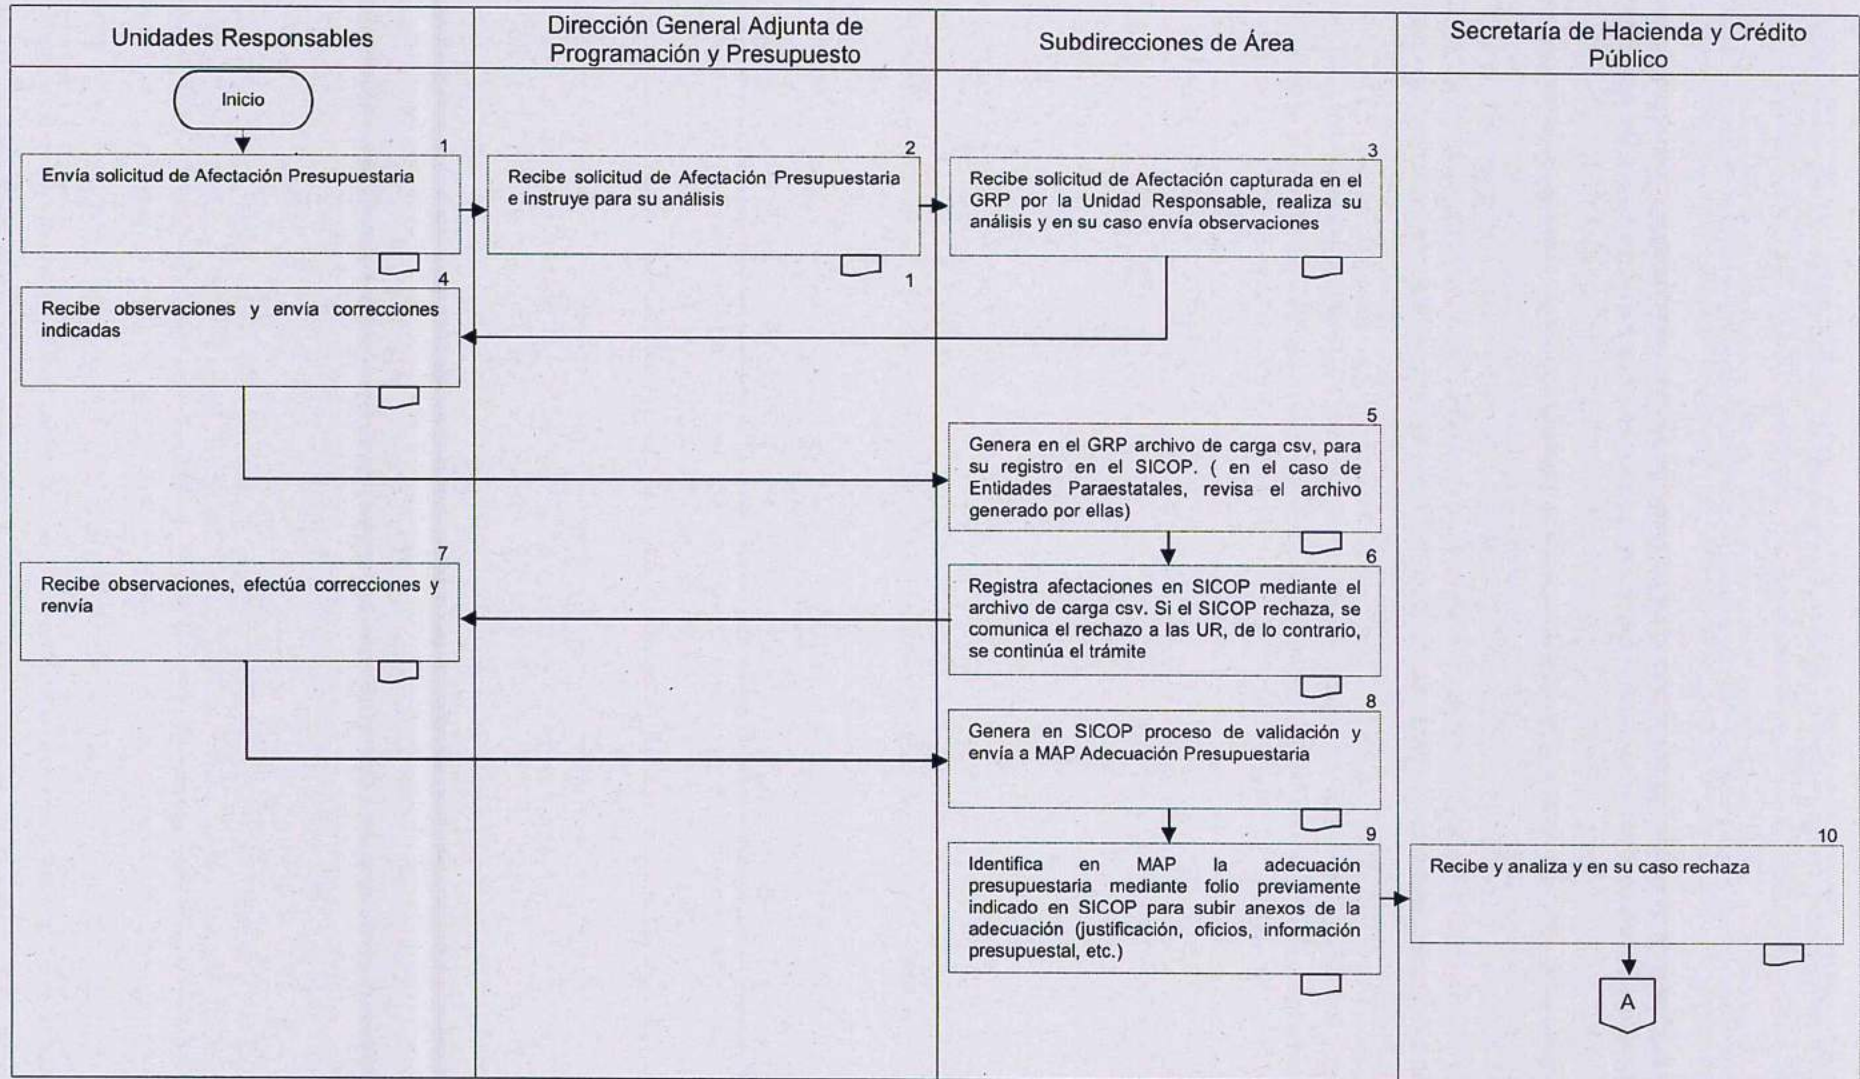 Unidades Responsables
Dirección General Adjunta de
Programación y Presupuesto
Subdirecciones de Área
Secretaría de Hacienda y Crédito
Público
Inicio
1
Envía solicitud de Afectación Presupuestaria
2
Recibe solicitud de Afectación Presupuestaria
e instruye para su análisis
1
3
Recibe solicitud de Afectación capturada en el
GRP por la Unidad Responsable, realiza su
análisis y en su caso envía observaciones
4
Recibe observaciones y envía correcciones
indicadas
5
Genera en el GRP archivo de carga csv, para
su registro en el SICOP. ( en el caso de
Entidades Paraestatales, revisa el archivo
generado por ellas)
6
Registra afectaciones en SICOP mediante el
archivo de carga csv. Si el SICOP rechaza, se
comunica el rechazo a las UR, de lo contrario,
se continúa el trámite
7
Recibe observaciones, efectúa correcciones y
renvía
8
Genera en SICOP proceso de validación y
envía a MAP Adecuación Presupuestaria
9
Identifica en MAP la adecuación
presupuestaria mediante folio previamente
indicado en SICOP para subir anexos de la
adecuación (justificación, oficios, información
presupuestal, etc.)
10
Recibe y analiza y en su caso rechaza
A